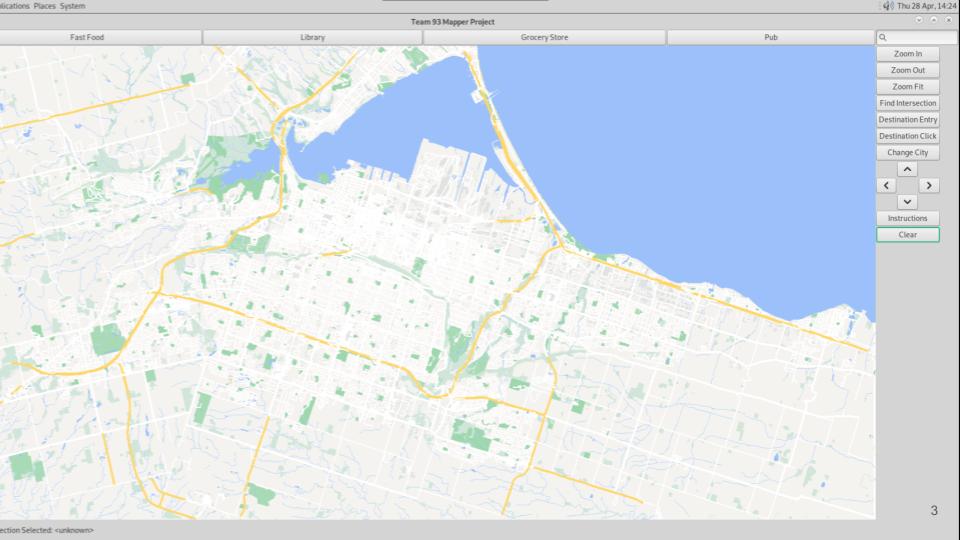 lications Places System
Thu 28 Apr, 14:24
Team 93 Mapper Project
Fast Food
Library
Grocery Store
Pub
Zoom In
Zoom Out
Zoom Fit
Find Intersection
Destination Entry
Destination Click
Change City
Instructions
Clear
3
ection Selected: <unknown>